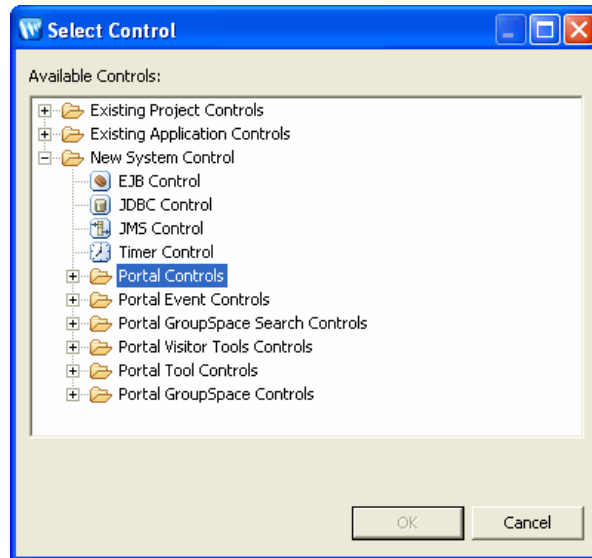 Select Control
Available Controls:
Existing Project Controls
Existing Application Controls
New System Control
EJB Control
JDBC Control
JMS Control
Timer Control
Portal Controls
Portal Event Controls
Portal GroupSpace Search Controls
Portal Visitor Tools Controls
Portal Tool Controls
Portal GroupSpace Controls
OK Cancel